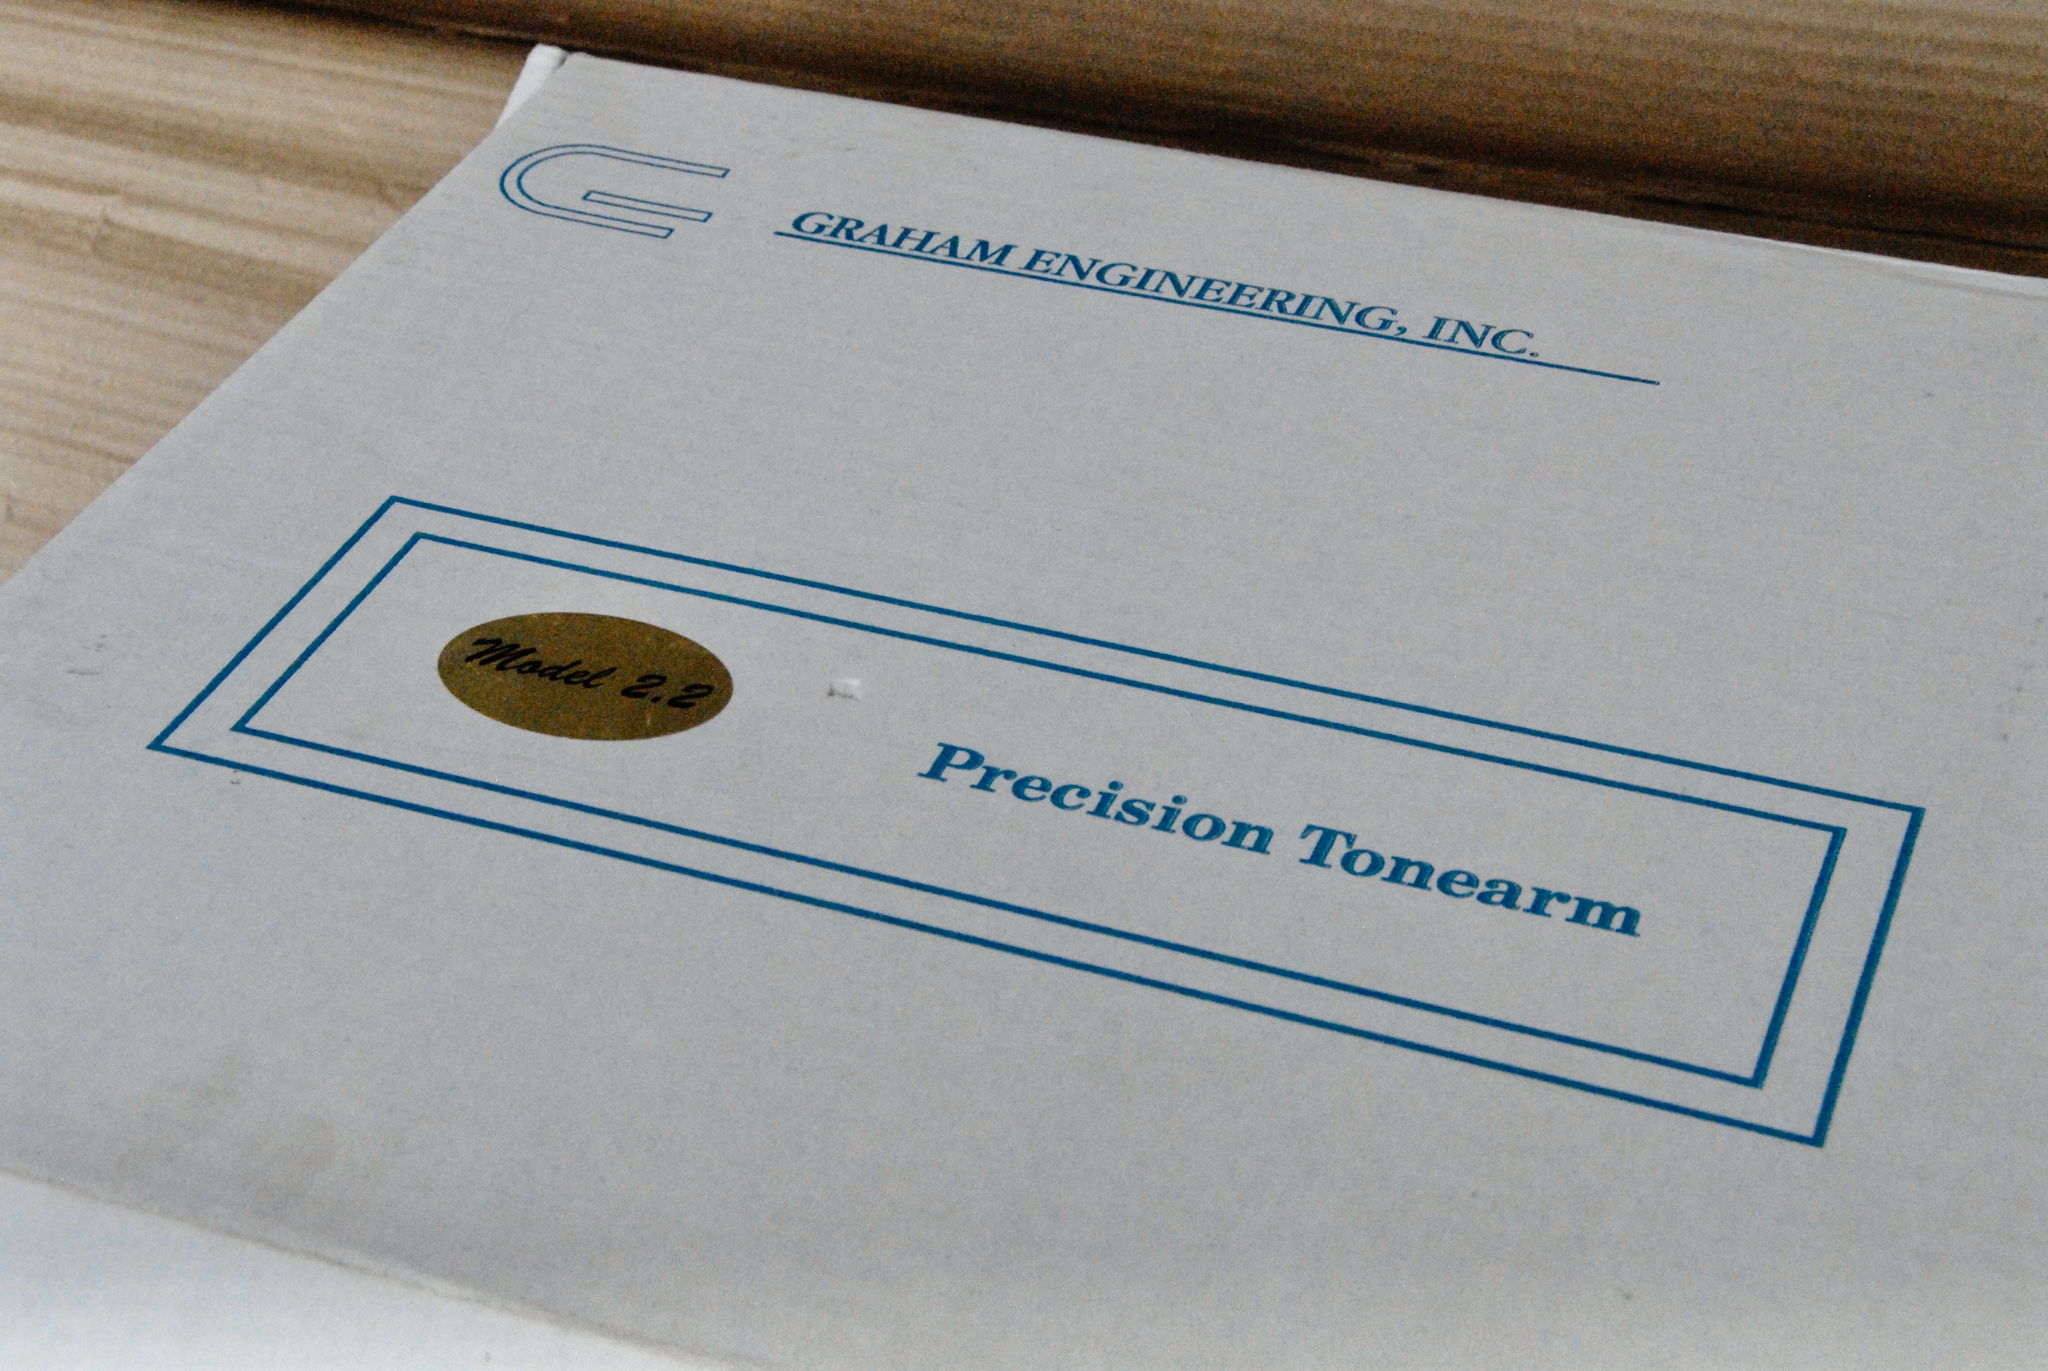 GRAHAM ENGINEERING, INC.
Model 2.2
Precision Tonearm